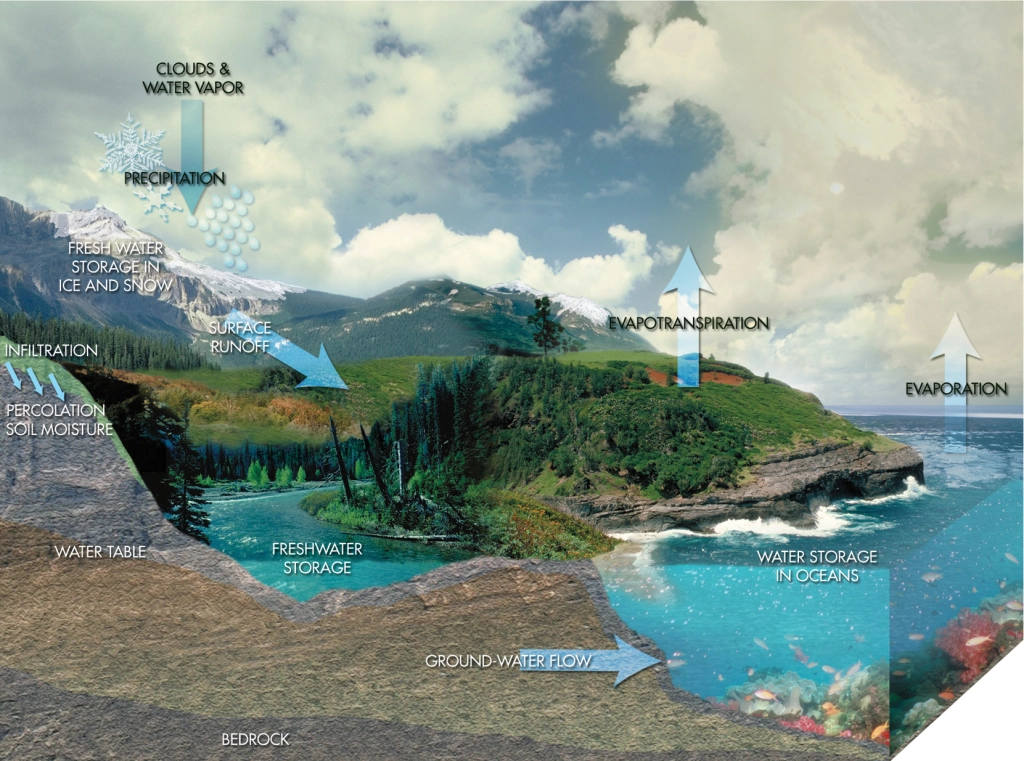 CLOUDS &
WATER VAPOR
PRECIPITATION
FRESH WATER
STORAGE IN
ICE AND SNOW
SURFACE
RUNOFF
EVAPOTRANSPIRATION
INFILTRATION
EVAPORATION
PERCOLATION
SOIL MOISTURE
WATER TABLE
FRESHWATER
STORAGE
WATER STORAGE
IN OCEANS
GROUND-WATER FLOW
BEDROCK